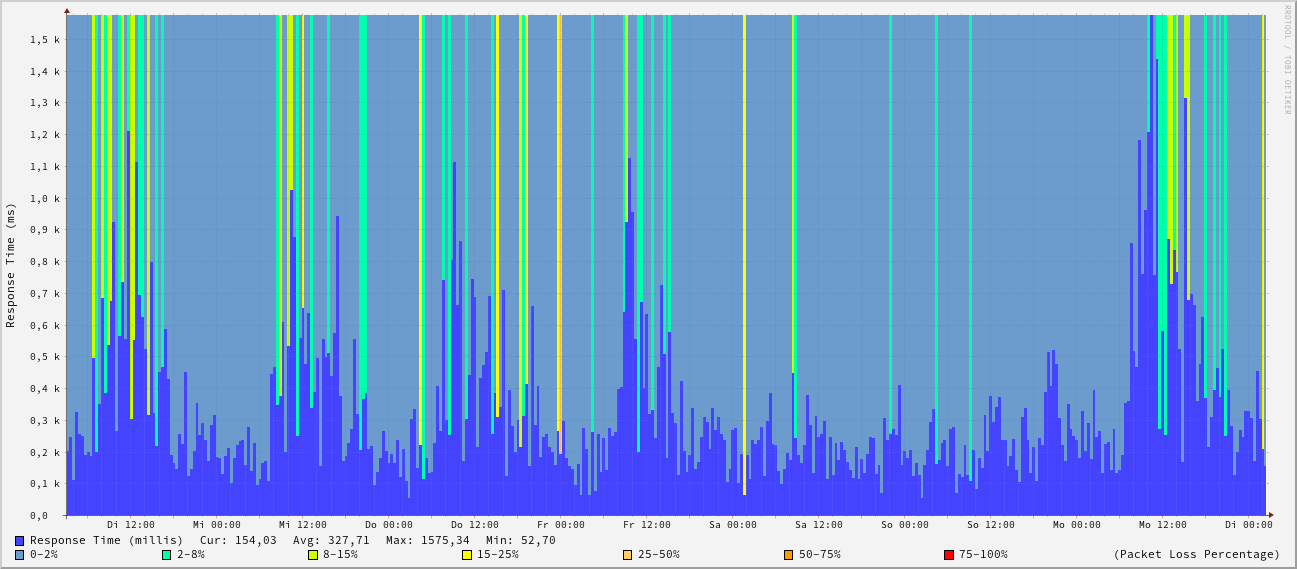 RRDTOOL / TOBI OETIKER
Response Time (ms)
1,5 k
1,4 k
1,3 k
1,2 k
1,1 k
1,0 k
0,9 k
0,8 k
0,7 k
0,6 k
0,5 k
0,4 k
0,3 k
0,2 k
0,1 k
0,0
Di 12:00 Mi 00:00 Mi 12:00 Do 00:00 Do 12:00 Fr 00:00 Fr 12:00 Sa 00:00 Sa 12:00 So 00:00 So 12:00 Mo 00:00 Mo 12:00 Di 00:00
Response Time (millis) Cur: 154,03 Avg: 327,71 Max: 1575,34 Min: 52,70
0-2% 2-8% 8-15% 15-25% 25-50% 50-75% 75-100% (Packet Loss Percentage)